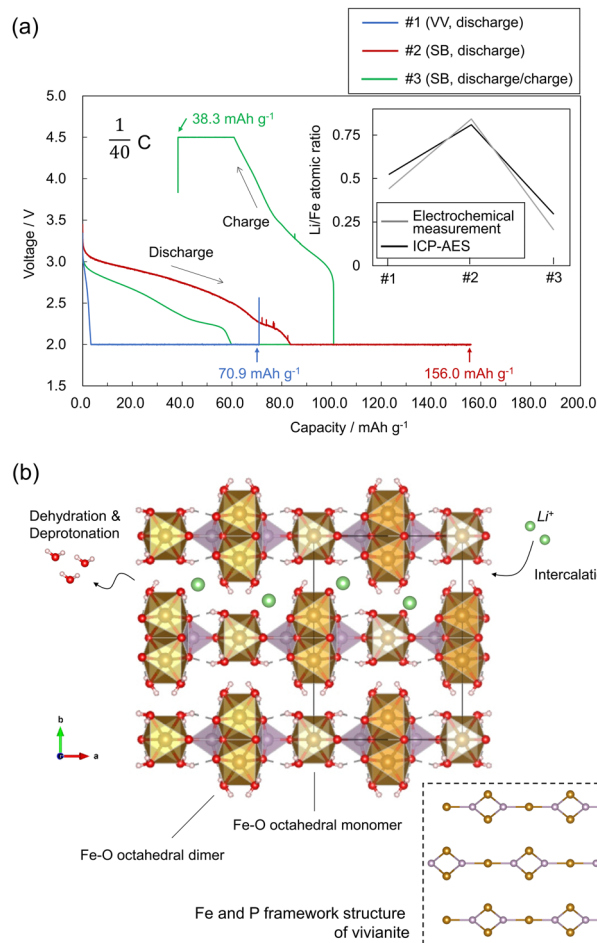 (a)
#1 (VV, discharge)
#2 (SB, discharge)
#3 (SB, discharge/charge)
5.0
4.5
4.0
3.5
3.0
2.5
2.0
1.5
Voltage / V
1/40 C
38.3 mAh g⁻¹
Charge
Discharge
70.9 mAh g⁻¹
156.0 mAh g⁻¹
0.0
20.0
40.0
60.0
80.0
100.0
120.0
140.0
160.0
180.0
200.0
Capacity / mAh g⁻¹
Li/Fe atomic ratio
0.75
0.5
0.25
0
Electrochemical
measurement
ICP-AES
#1
#2
#3
(b)
Dehydration &
Deprotonation
Li⁺
Intercalati
b
a
Fe-O octahedral monomer
Fe-O octahedral dimer
Fe and P framework structure
of vivianite